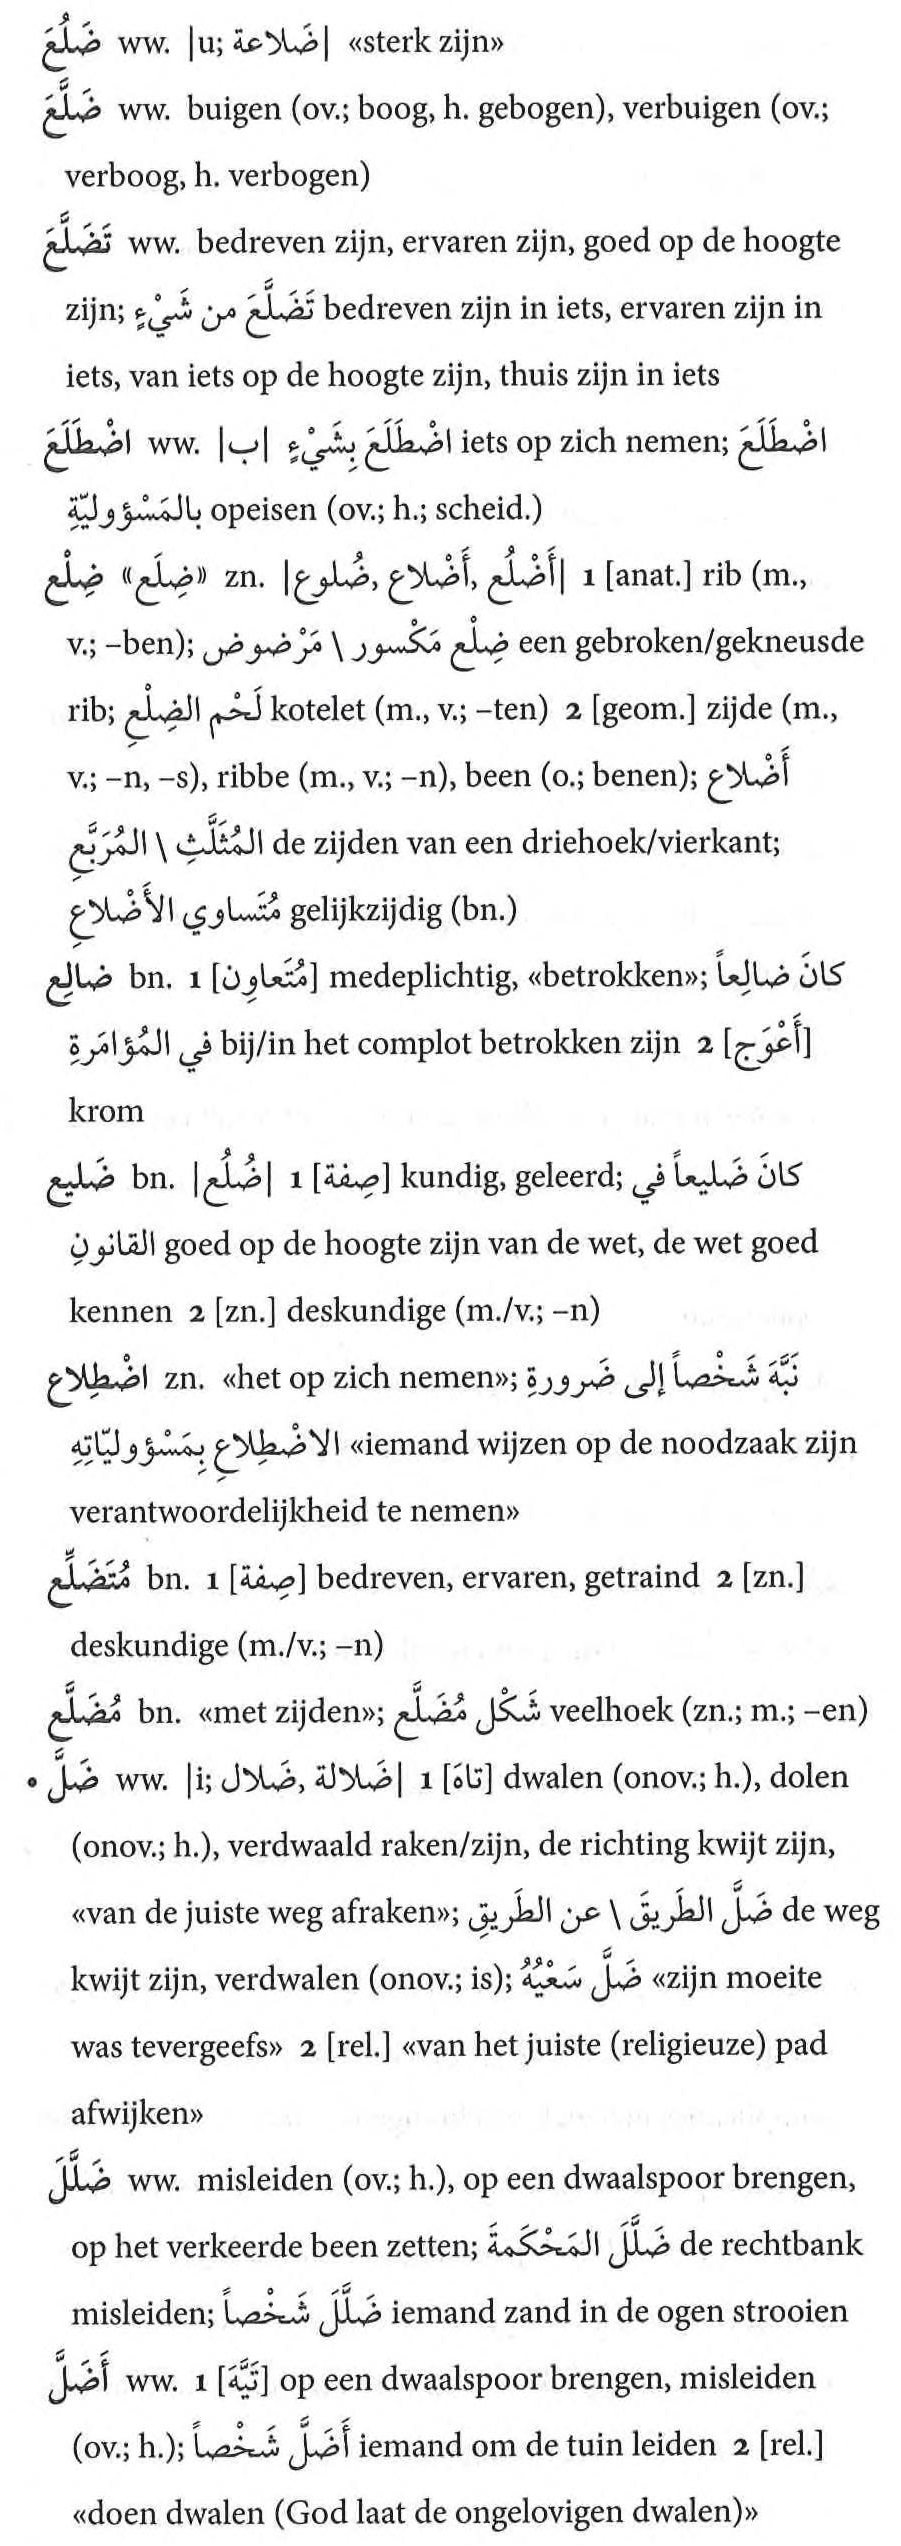 ضَلُعَ ww. |u; ضَلاعة| «sterk zijn»
ضَلَّعَ ww. buigen (ov.; boog, h. gebogen), verbuigen (ov.;
verboog, h. verbogen)
تَضَلَّعَ ww. bedreven zijn, ervaren zijn, goed op de hoogte
zijn; تَضَلَّعَ من شَيْءٍ bedreven zijn in iets, ervaren zijn in
iets, van iets op de hoogte zijn, thuis zijn in iets
اضْطَلَعَ ww. |ب| اضْطَلَعَ بِشَيْءٍ iets op zich nemen; اضْطَلَعَ
بالمَسْؤوليّةِ opeisen (ov.; h.; scheid.)
ضِلْع «ضِلَع» zn. |أَضْلُع, أَضْلاع, ضُلوع| 1 [anat.] rib (m.,
v.; –ben); ضِلْع مَكْسور \ مَرْضوض een gebroken/gekneusde
rib; لَحْم الضِلْعِ kotelet (m., v.; –ten) 2 [geom.] zijde (m.,
v.; –n, –s), ribbe (m., v.; –n), been (o.; benen); أَضْلاع
المُثَلَّثِ \ المُرَبَّعِ de zijden van een driehoek/vierkant;
مُتَساوي الأَضْلاعِ gelijkzijdig (bn.)
ضالِع bn. 1 [مُتَعاوِن] medeplichtig, «betrokken»; كانَ ضالِعاً
في المُؤامَرةِ bij/in het complot betrokken zijn 2 [أَعْوَج]
krom
ضَليع bn. |ضُلُع| 1 [صِفة] kundig, geleerd; كانَ ضَليعاً في
القانونِ goed op de hoogte zijn van de wet, de wet goed
kennen 2 [zn.] deskundige (m./v.; –n)
اضْطِلاع zn. «het op zich nemen»; نَبَّهَ شَخْصاً إلى ضَرورةِ
الاضْطِلاعِ بِمَسْؤوليّاتِهِ «iemand wijzen op de noodzaak zijn
verantwoordelijkheid te nemen»
مُتَضَلِّع bn. 1 [صِفة] bedreven, ervaren, getraind 2 [zn.]
deskundige (m./v.; –n)
مُضَلَّع bn. «met zijden»; شَكْل مُضَلَّع veelhoek (zn.; m.; –en)
• ضَلَّ ww. |i; ضَلالة, ضَلال| 1 [تاهَ] dwalen (onov.; h.), dolen
(onov.; h.), verdwaald raken/zijn, de richting kwijt zijn,
«van de juiste weg afraken»; ضَلَّ الطَريقَ \ عن الطَريقِ de weg
kwijt zijn, verdwalen (onov.; is); ضَلَّ سَعْيُهُ «zijn moeite
was tevergeefs» 2 [rel.] «van het juiste (religieuze) pad
afwijken»
ضَلَّلَ ww. misleiden (ov.; h.), op een dwaalspoor brengen,
op het verkeerde been zetten; ضَلَّلَ المَحْكَمةَ de rechtbank
misleiden; ضَلَّلَ شَخْصاً iemand zand in de ogen strooien
أَضَلَّ ww. 1 [تَيَّهَ] op een dwaalspoor brengen, misleiden
(ov.; h.); أَضَلَّ شَخْصاً iemand om de tuin leiden 2 [rel.]
«doen dwalen (God laat de ongelovigen dwalen)»